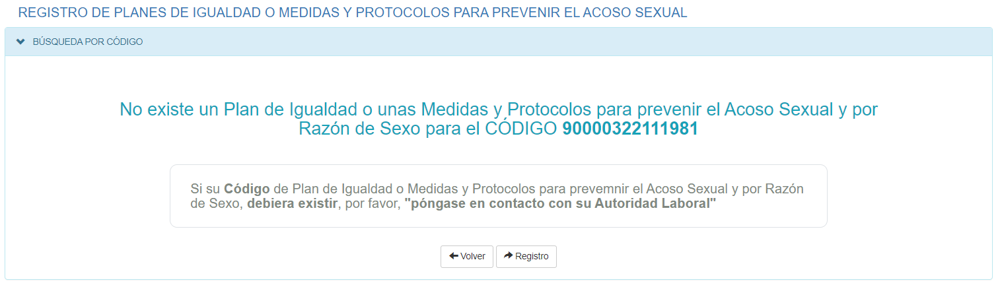 REGISTRO DE PLANES DE IGUALDAD O MEDIDAS Y PROTOCOLOS PARA PREVENIR EL ACOSO SEXUAL
BÚSQUEDA POR CÓDIGO
No existe un Plan de Igualdad o unas Medidas y Protocolos para prevenir el Acoso Sexual y por
Razón de Sexo para el CÓDIGO 90000322111981
Si su Código de Plan de Igualdad o Medidas y Protocolos para prevemnir el Acoso Sexual y por Razón
de Sexo, debiera existir, por favor, "póngase en contacto con su Autoridad Laboral"
Volver Registro